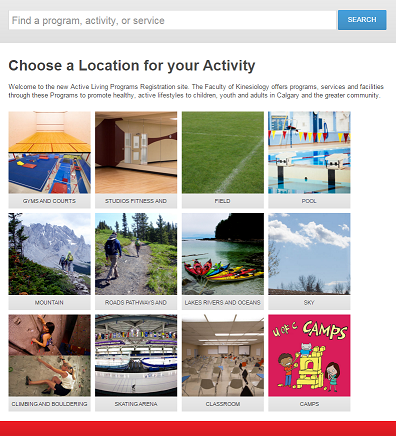 Find a program, activity, or service
SEARCH
Choose a Location for your Activity
Welcome to the new Active Living Programs Registration site. The Faculty of Kinesiology offers programs, services and facilities
through these Programs to promote healthy, active lifestyles to children, youth and adults in Calgary and the greater community.
GYMS AND COURTS
STUDIOS FITNESS AND
FIELD
POOL
MOUNTAIN
ROADS PATHWAYS AND
LAKES RIVERS AND OCEANS
SKY
U of C CAMPS
CLIMBING AND BOULDERING
SKATING ARENA
CLASSROOM
CAMPS